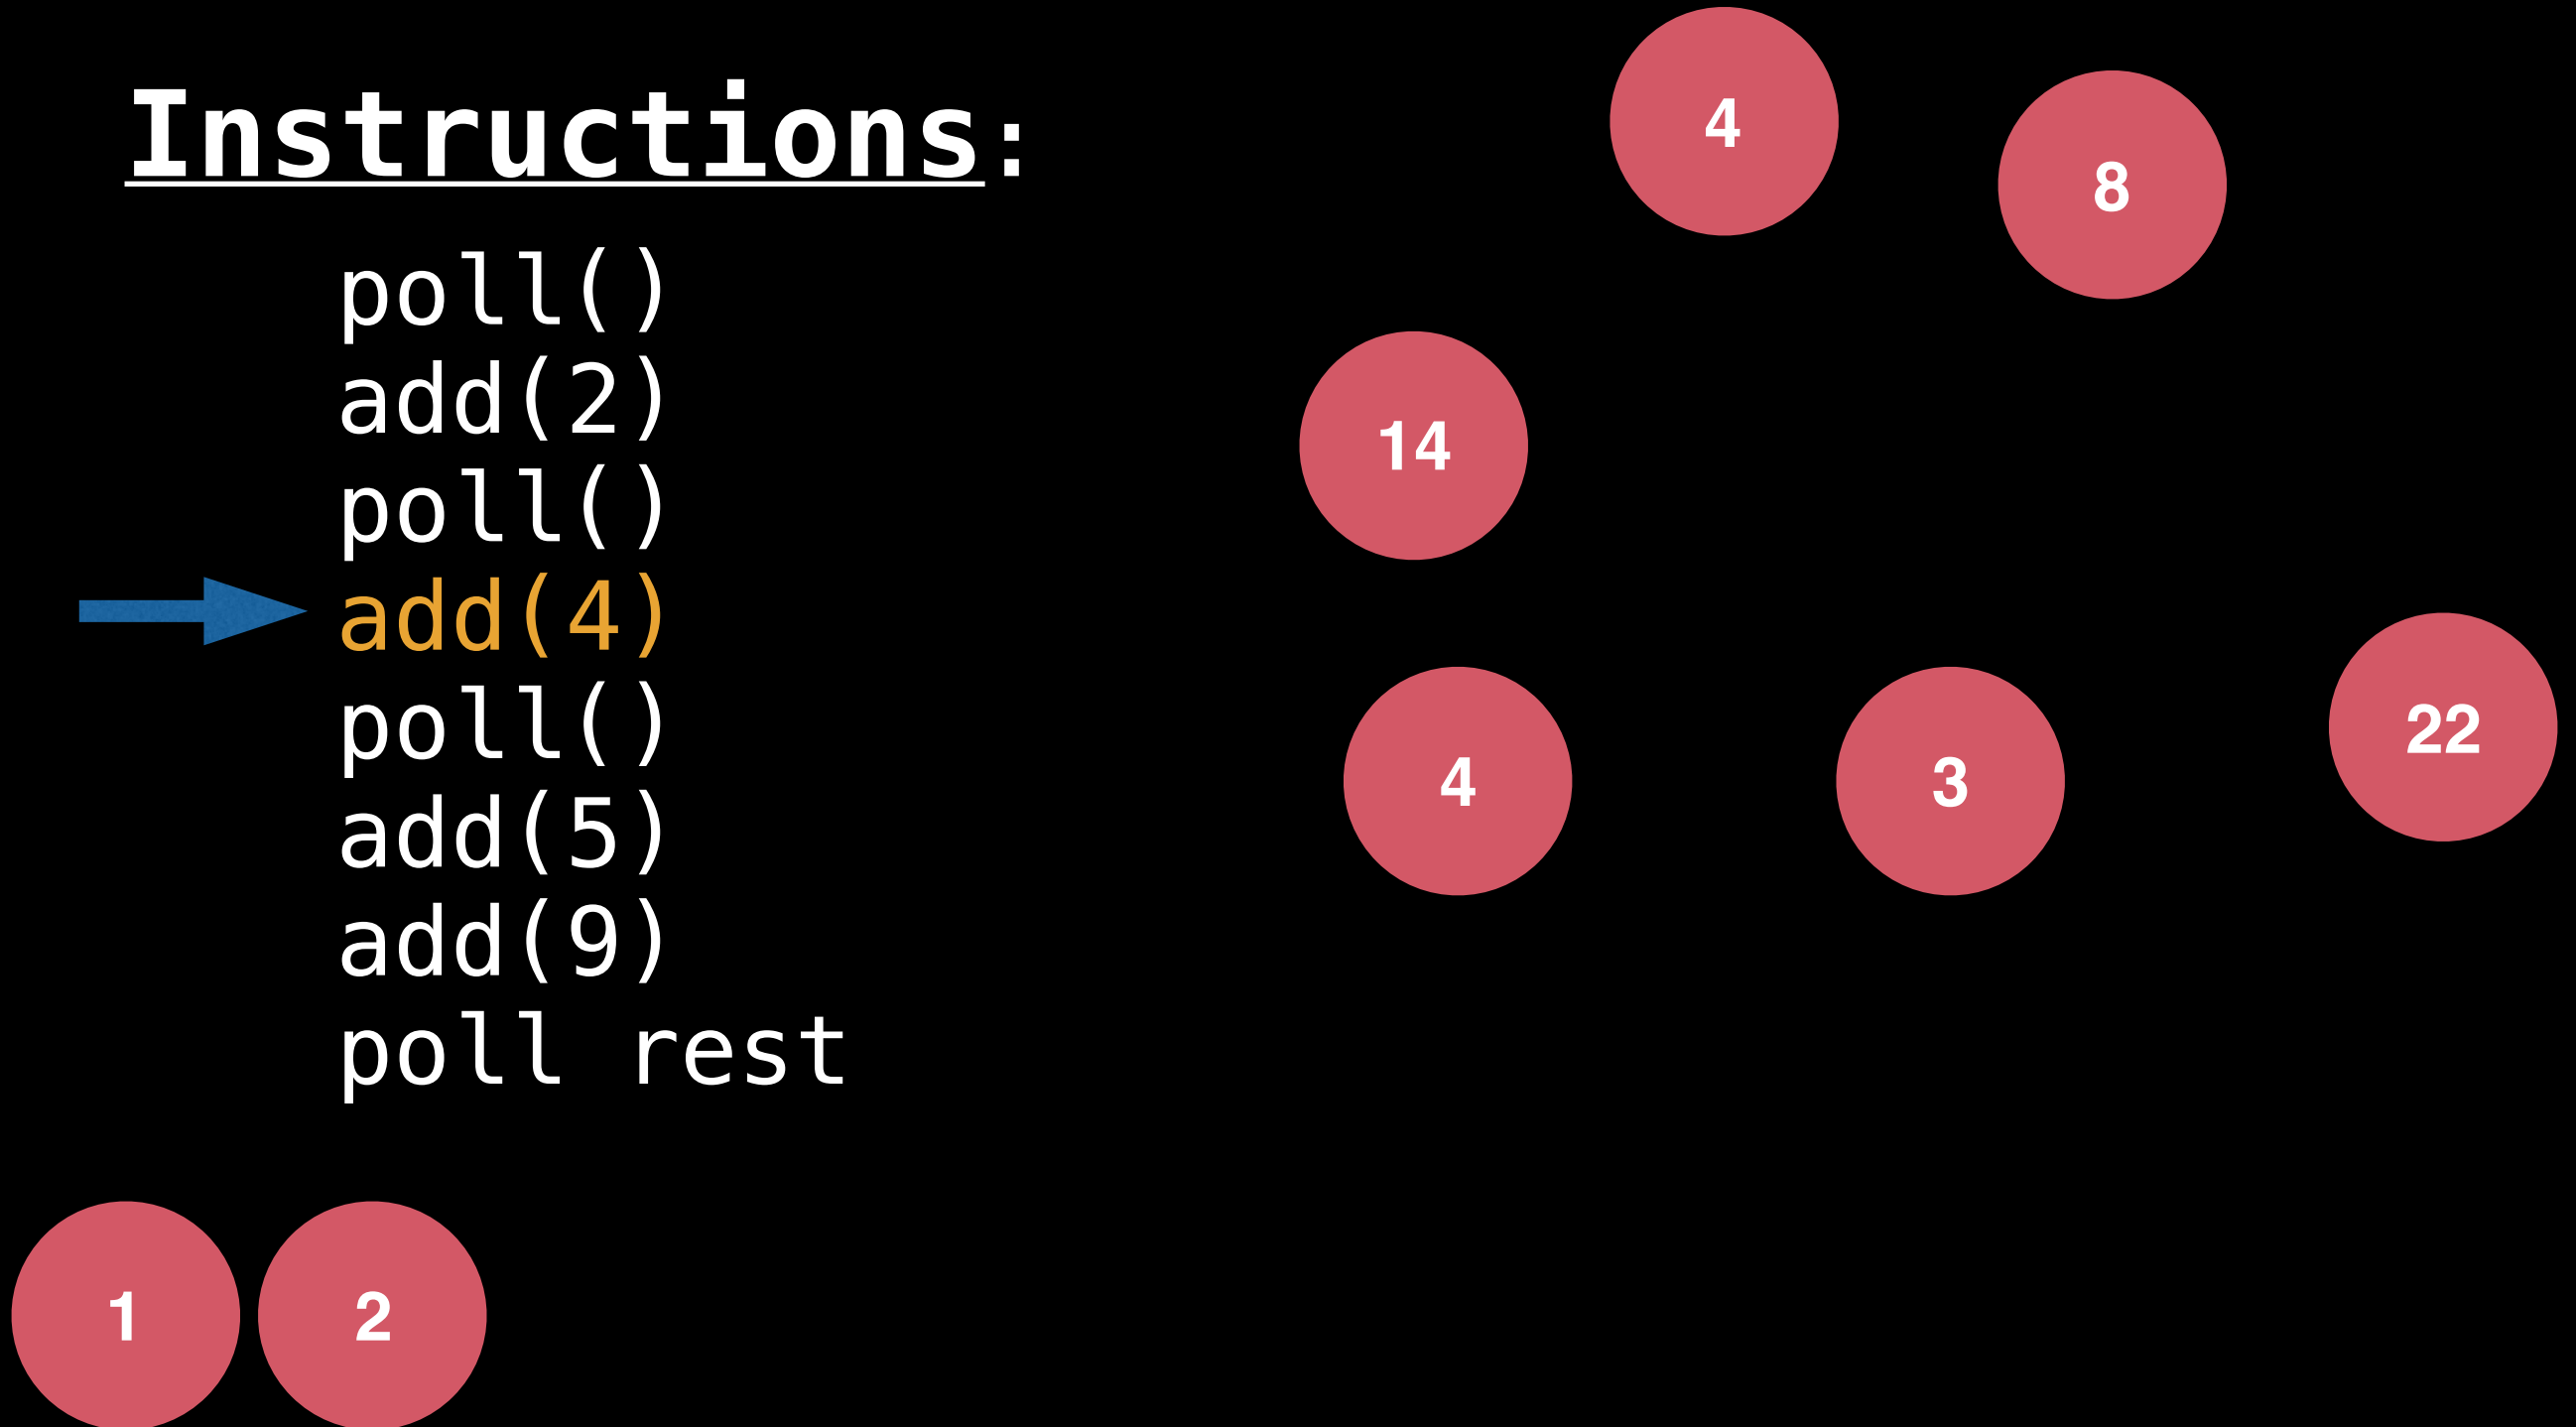 Instructions:
poll()
add(2)
poll()
add(4)
poll()
add(5)
add(9)
poll rest
4
8
14
22
4
3
1
2